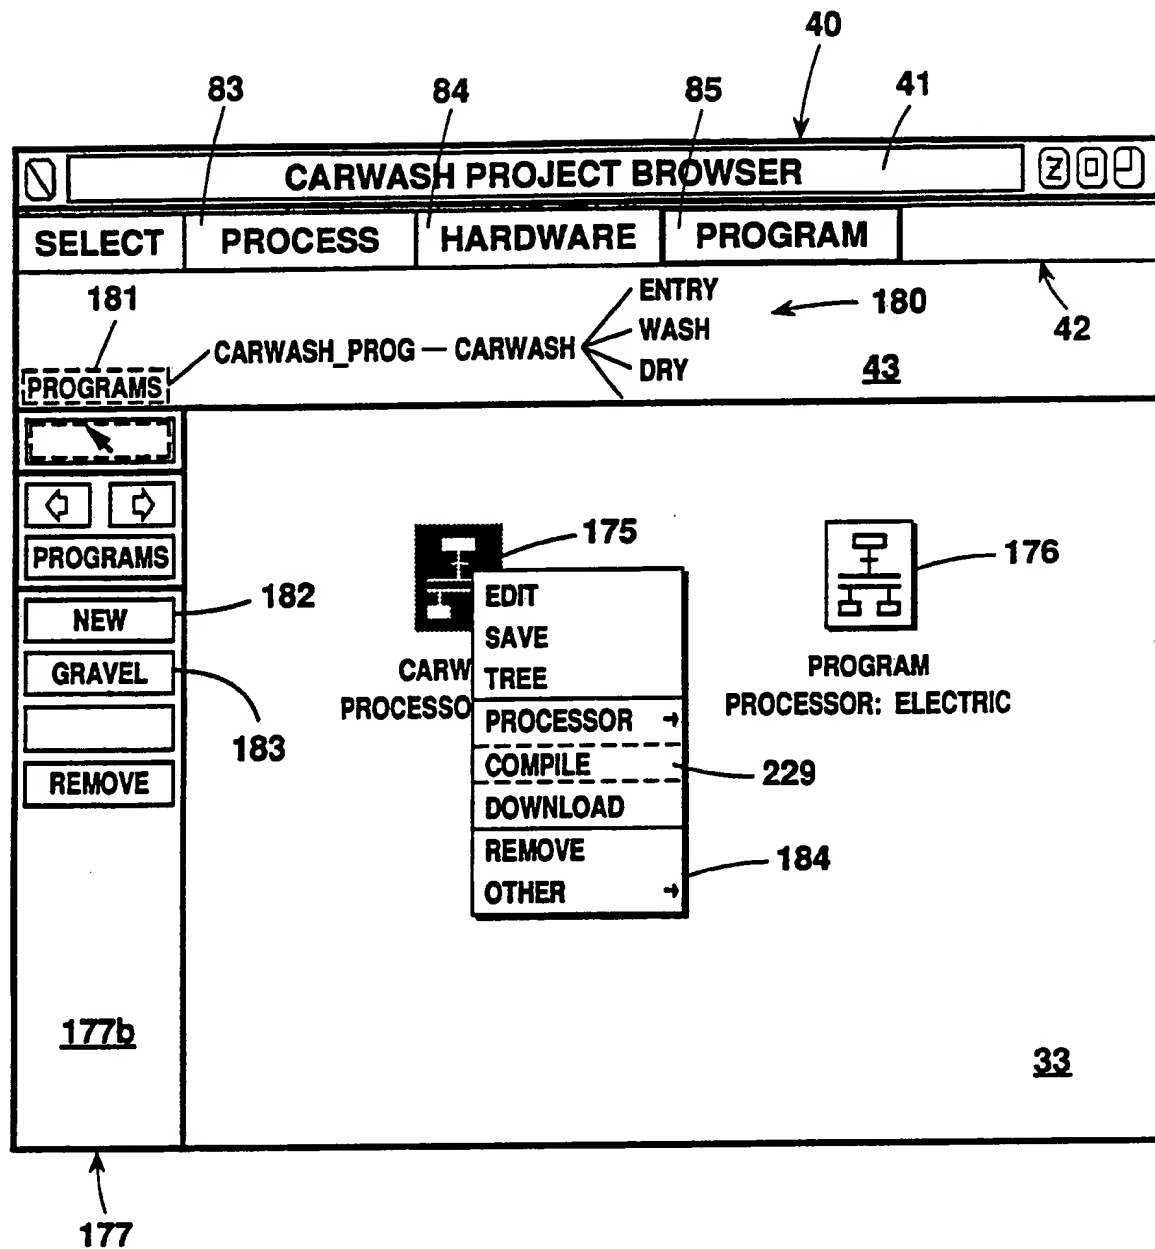 40
83 84 85 41
CARWASH PROJECT BROWSER Z
SELECT PROCESS HARDWARE PROGRAM
181
ENTRY
180
42
WASH
CARWASH_PROG — CARWASH
DRY
43
PROGRAMS
175
176
PROGRAMS
182
NEW
GRAVEL
183
REMOVE
CARW
PROCESSO
EDIT
SAVE
TREE
PROCESSOR →
COMPILE
229
DOWNLOAD
REMOVE
184
OTHER →
PROGRAM
PROCESSOR: ELECTRIC
177b
33
177